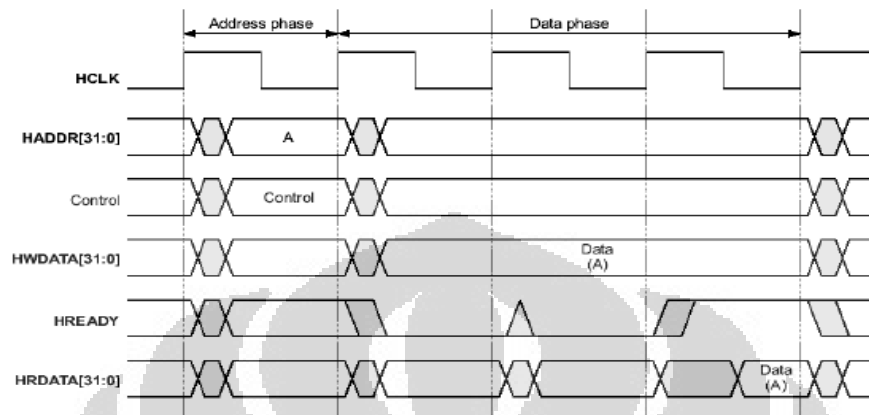 Address phase Data phase
HCLK
HADDR[31:0] A
Control Control
HWDATA[31:0] Data
(A)
HREADY
HRDATA[31:0] Data
(A)